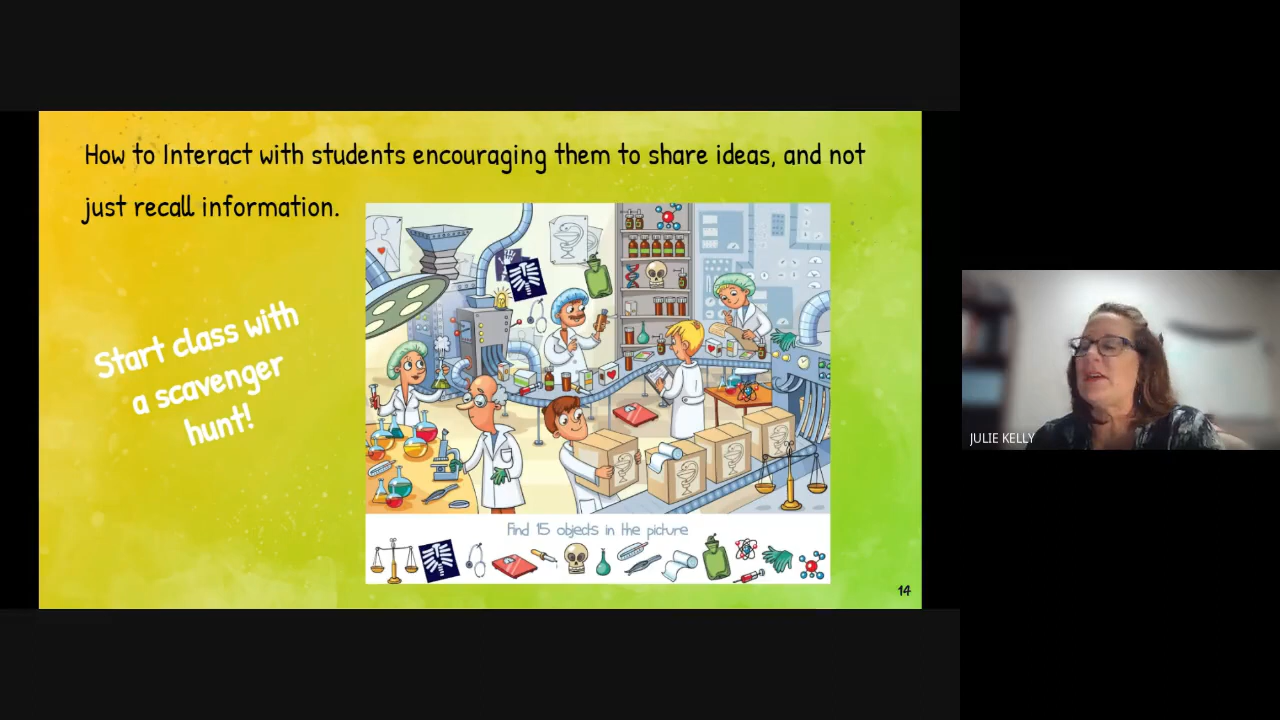 How to Interact with students encouraging them to share ideas, and not
just recall information.
Start class with
a scavenger
hunt!
Find 15 objects in the picture
14
JULIE KELLY